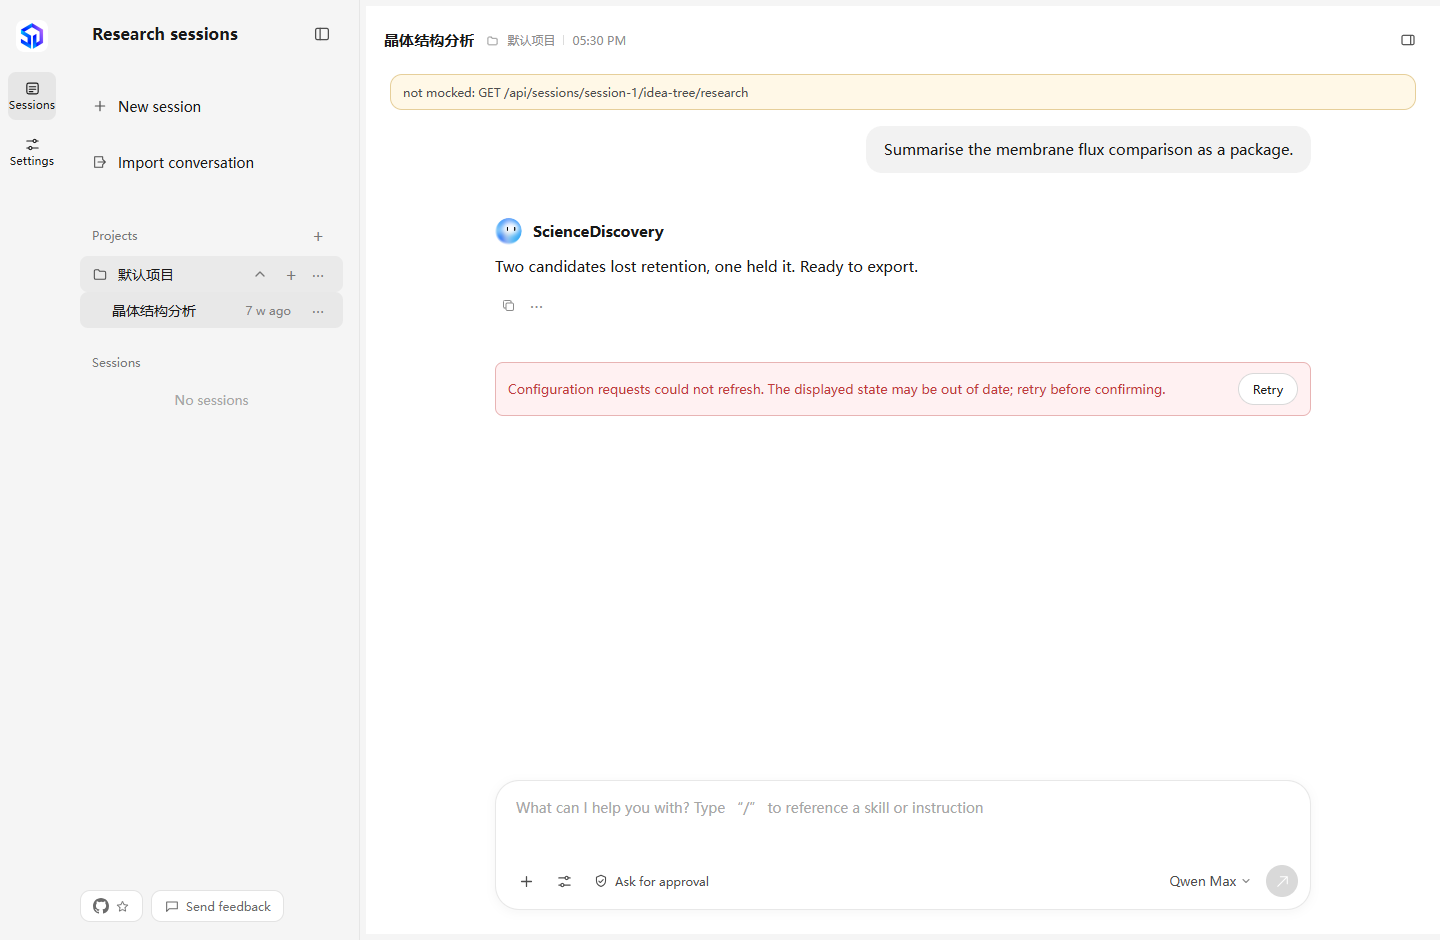 Sessions
Settings
Research sessions
New session
Import conversation
Projects
默认项目
晶体结构分析 7 w ago
Sessions
No sessions
Send feedback
晶体结构分析 默认项目 05:30 PM
not mocked: GET /api/sessions/session-1/idea-tree/research
Summarise the membrane flux comparison as a package.
ScienceDiscovery
Two candidates lost retention, one held it. Ready to export.
Configuration requests could not refresh. The displayed state may be out of date; retry before confirming. Retry
What can I help you with? Type “/” to reference a skill or instruction
Ask for approval
Qwen Max